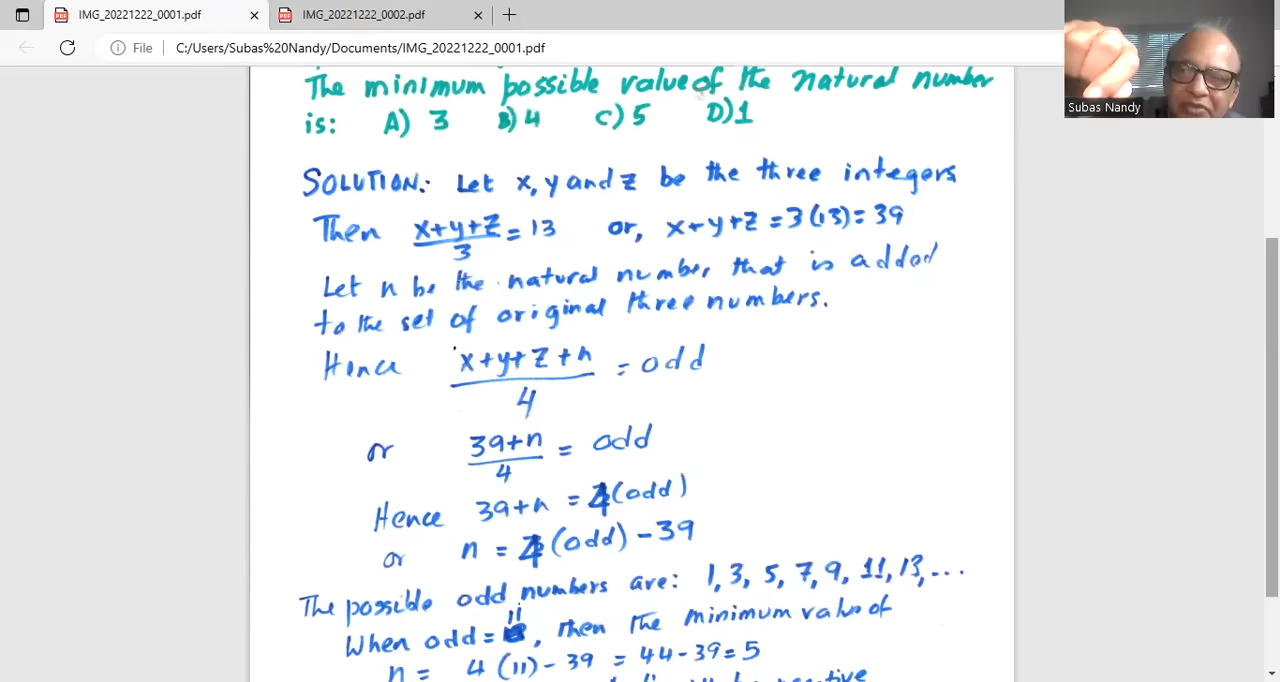 IMG_20221222_0001.pdf
IMG_20221222_0002.pdf
File
C:/Users/Subas%20Nandy/Documents/IMG_20221222_0001.pdf
Subas Nandy
The minimum possible value of the natural number
is: A) 3 B) 4 C) 5 D) 1
SOLUTION: Let x, y and z be the three integers
Then x+y+z/3 = 13 or, x+y+z = 3(13) = 39
Let n be the natural number that is added
to the set of original three numbers.
Hence x+y+z+n/4 = odd
or 39+n/4 = odd
Hence 39+n = 4(odd)
or n = 4(odd) - 39
The possible odd numbers are: 1, 3, 5, 7, 9, 11, 13, ...
When odd = 11, then the minimum value of
n = 4(11) - 39 = 44 - 39 = 5